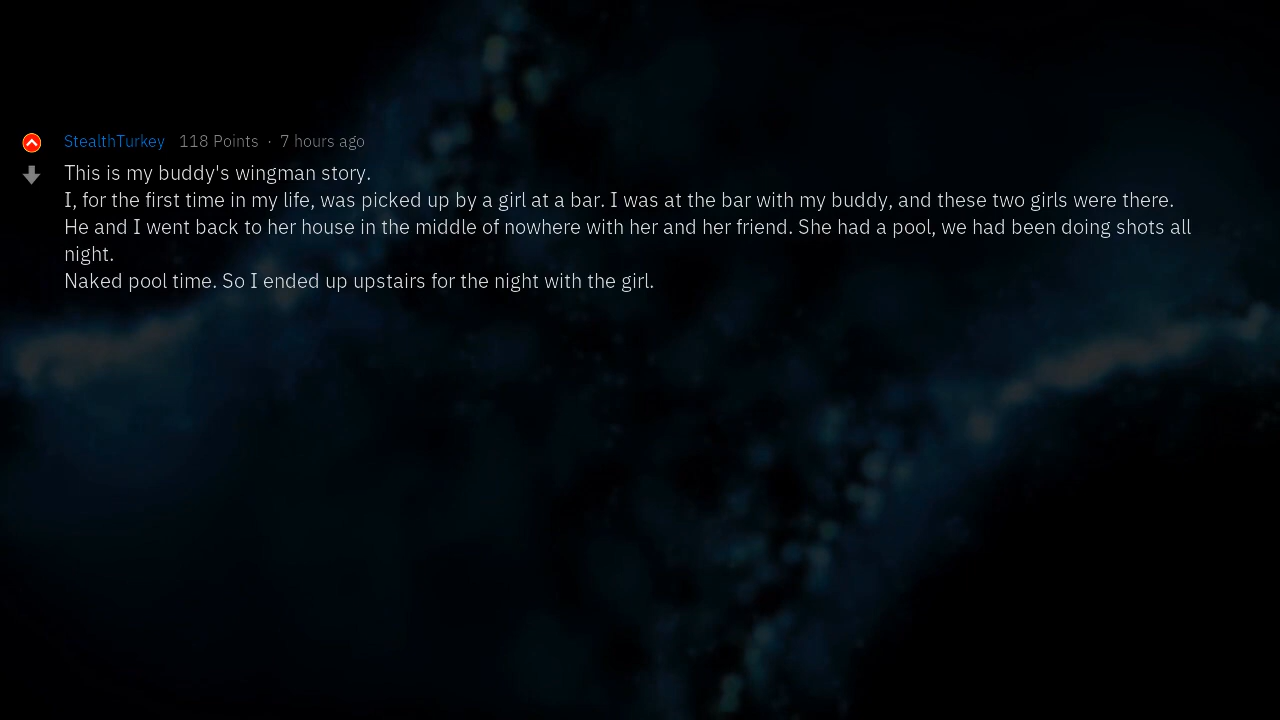 StealthTurkey 118 Points · 7 hours ago
This is my buddy's wingman story.
I, for the first time in my life, was picked up by a girl at a bar. I was at the bar with my buddy, and these two girls were there.
He and I went back to her house in the middle of nowhere with her and her friend. She had a pool, we had been doing shots all
night.
Naked pool time. So I ended up upstairs for the night with the girl.